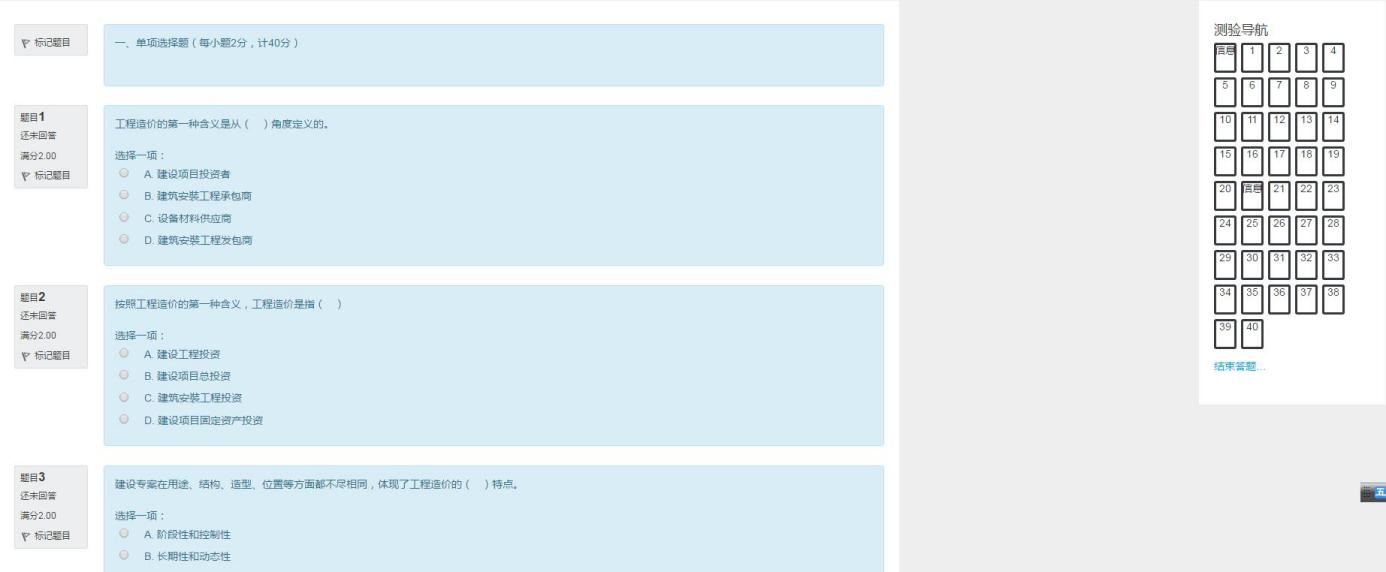 标记题目
一、单项选择题（每小题2分，计40分）
题目1
还未回答
满分2.00
标记题目
工程造价的第一种含义是从（　）角度定义的。
选择一项：
A. 建设项目投资者
B. 建筑安装工程承包商
C. 设备材料供应商
D. 建筑安装工程发包商
题目2
还未回答
满分2.00
标记题目
按照工程造价的第一种含义，工程造价是指（　）
选择一项：
A. 建设工程投资
B. 建设项目总投资
C. 建筑安装工程投资
D. 建设项目固定资产投资
题目3
还未回答
满分2.00
标记题目
建设专案在用途、结构、造型、位置等方面都不尽相同，体现了工程造价的（　）特点。
选择一项：
A. 阶段性和控制性
B. 长期性和动态性
测验导航
信息 1 2 3 4
5 6 7 8 9
10 11 12 13 14
15 16 17 18 19
20 信息 21 22 23
24 25 26 27 28
29 30 31 32 33
34 35 36 37 38
39 40
结束答题...
五